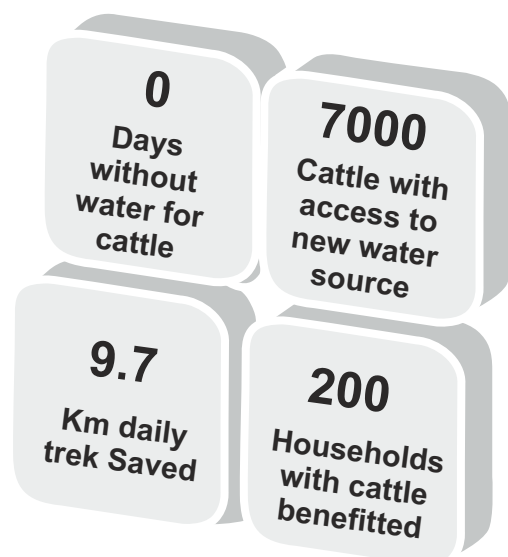 0
Days
without
water for
cattle
7000
Cattle with
access to
new water
source
9.7
Km daily
trek Saved
200
Households
with cattle
benefitted